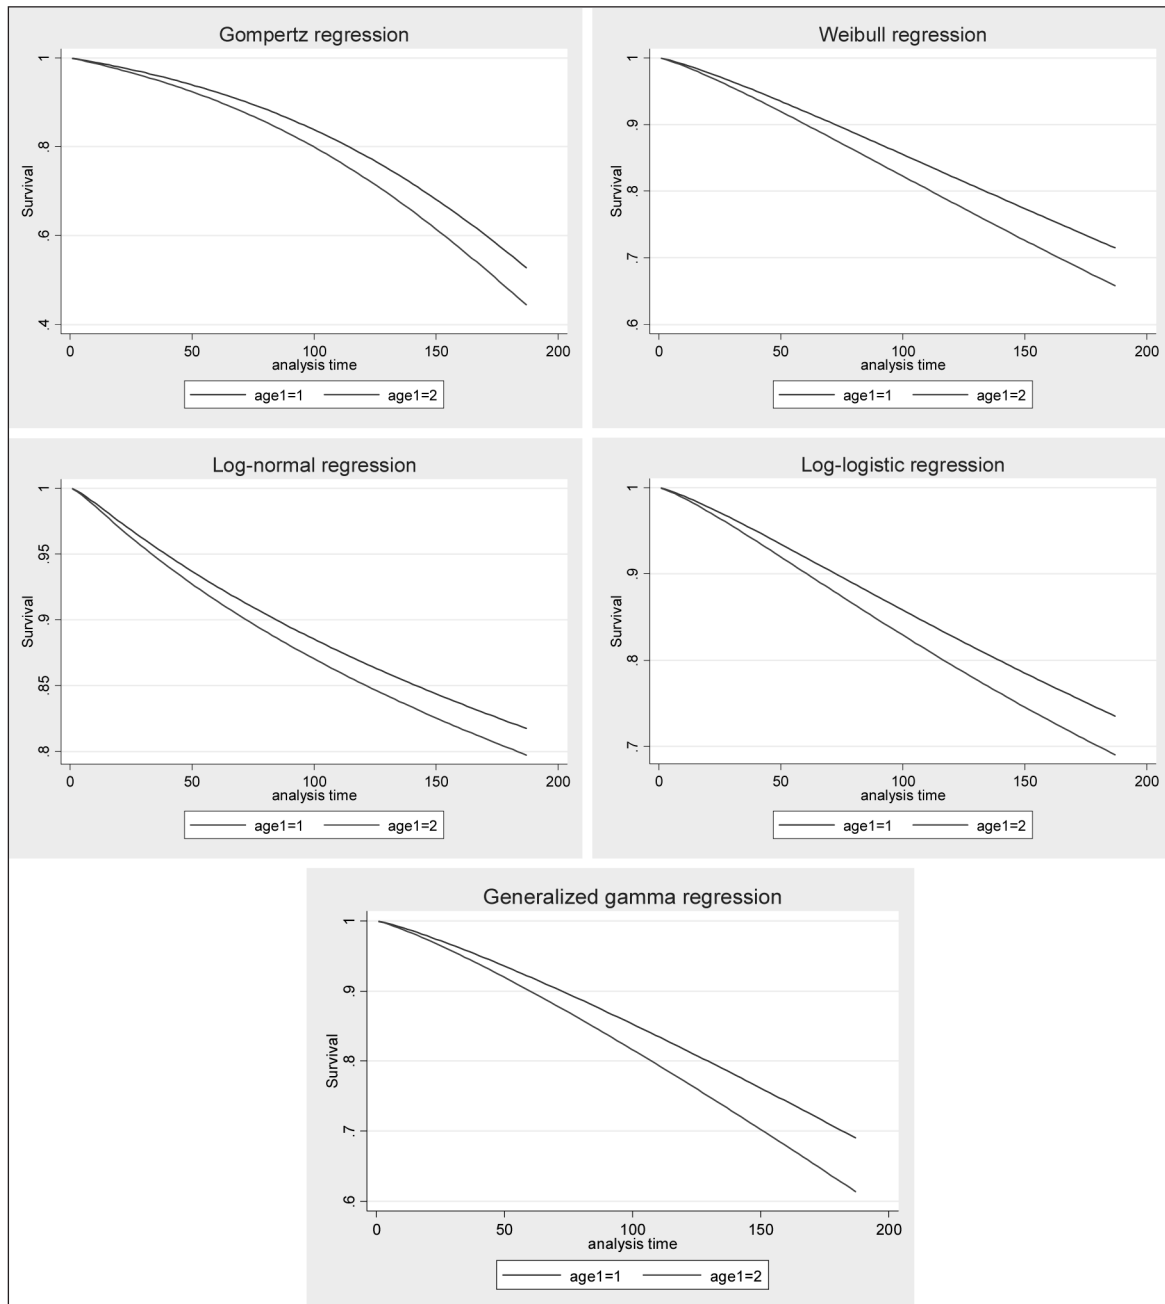 Gompertz regression
1
.8
.6
.4
Survival
0 50 100 150 200
analysis time
age1=1 age1=2
Weibull regression
1
.9
.8
.7
.6
Survival
0 50 100 150 200
analysis time
age1=1 age1=2
Log-normal regression
1
.95
.9
.85
.8
Survival
0 50 100 150 200
analysis time
age1=1 age1=2
Log-logistic regression
1
.9
.8
.7
Survival
0 50 100 150 200
analysis time
age1=1 age1=2
Generalized gamma regression
1
.9
.8
.7
.6
Survival
0 50 100 150 200
analysis time
age1=1 age1=2